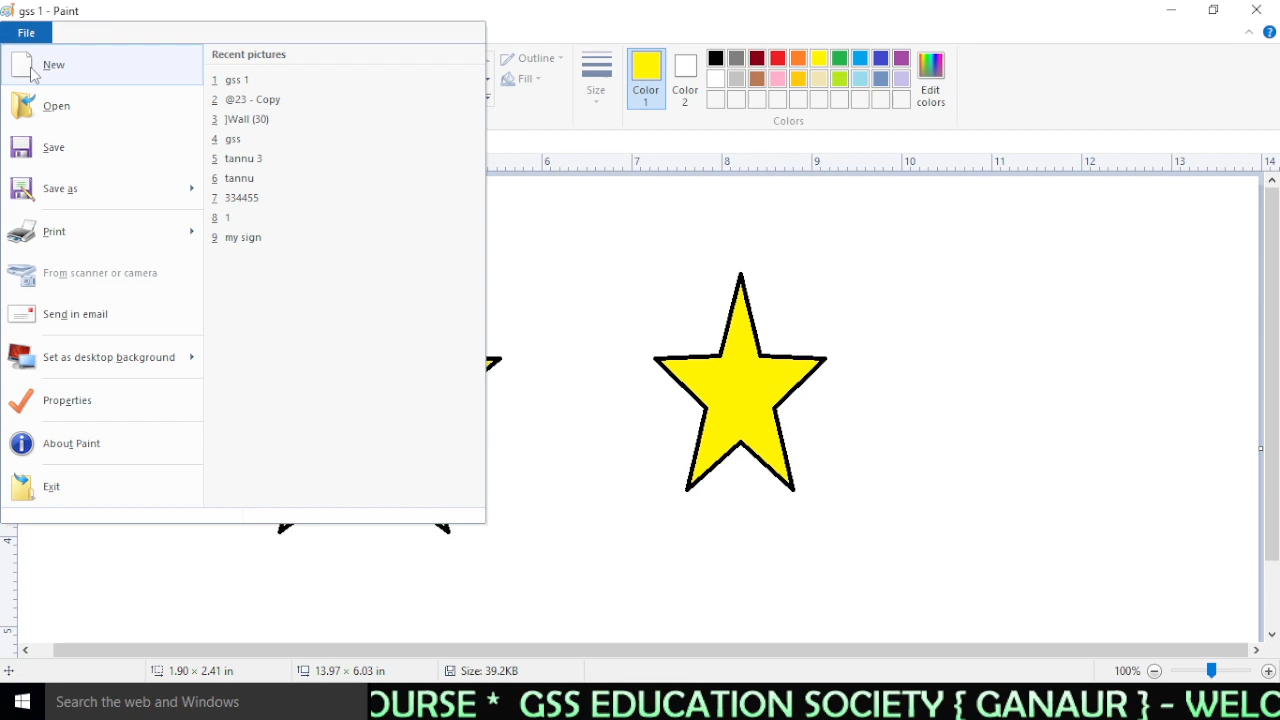 gss 1 - Paint
File
New
Open
Save
Save as
Print
From scanner or camera
Send in email
Set as desktop background
Properties
About Paint
Exit
Recent pictures
1 gss 1
2 @23 - Copy
3 ]Wall (30)
4 gss
5 tannu 3
6 tannu
7 334455
8 1
9 my sign
Outline
Fill
Size
Color 1
Color 2
Edit colors
Colors
6 7 8 9 10 11 12 13 14
4
5
1.90 × 2.41 in
13.97 × 6.03 in
Size: 39.2KB
100%
Search the web and Windows
OURSE * GSS EDUCATION SOCIETY { GANAUR } - WELC